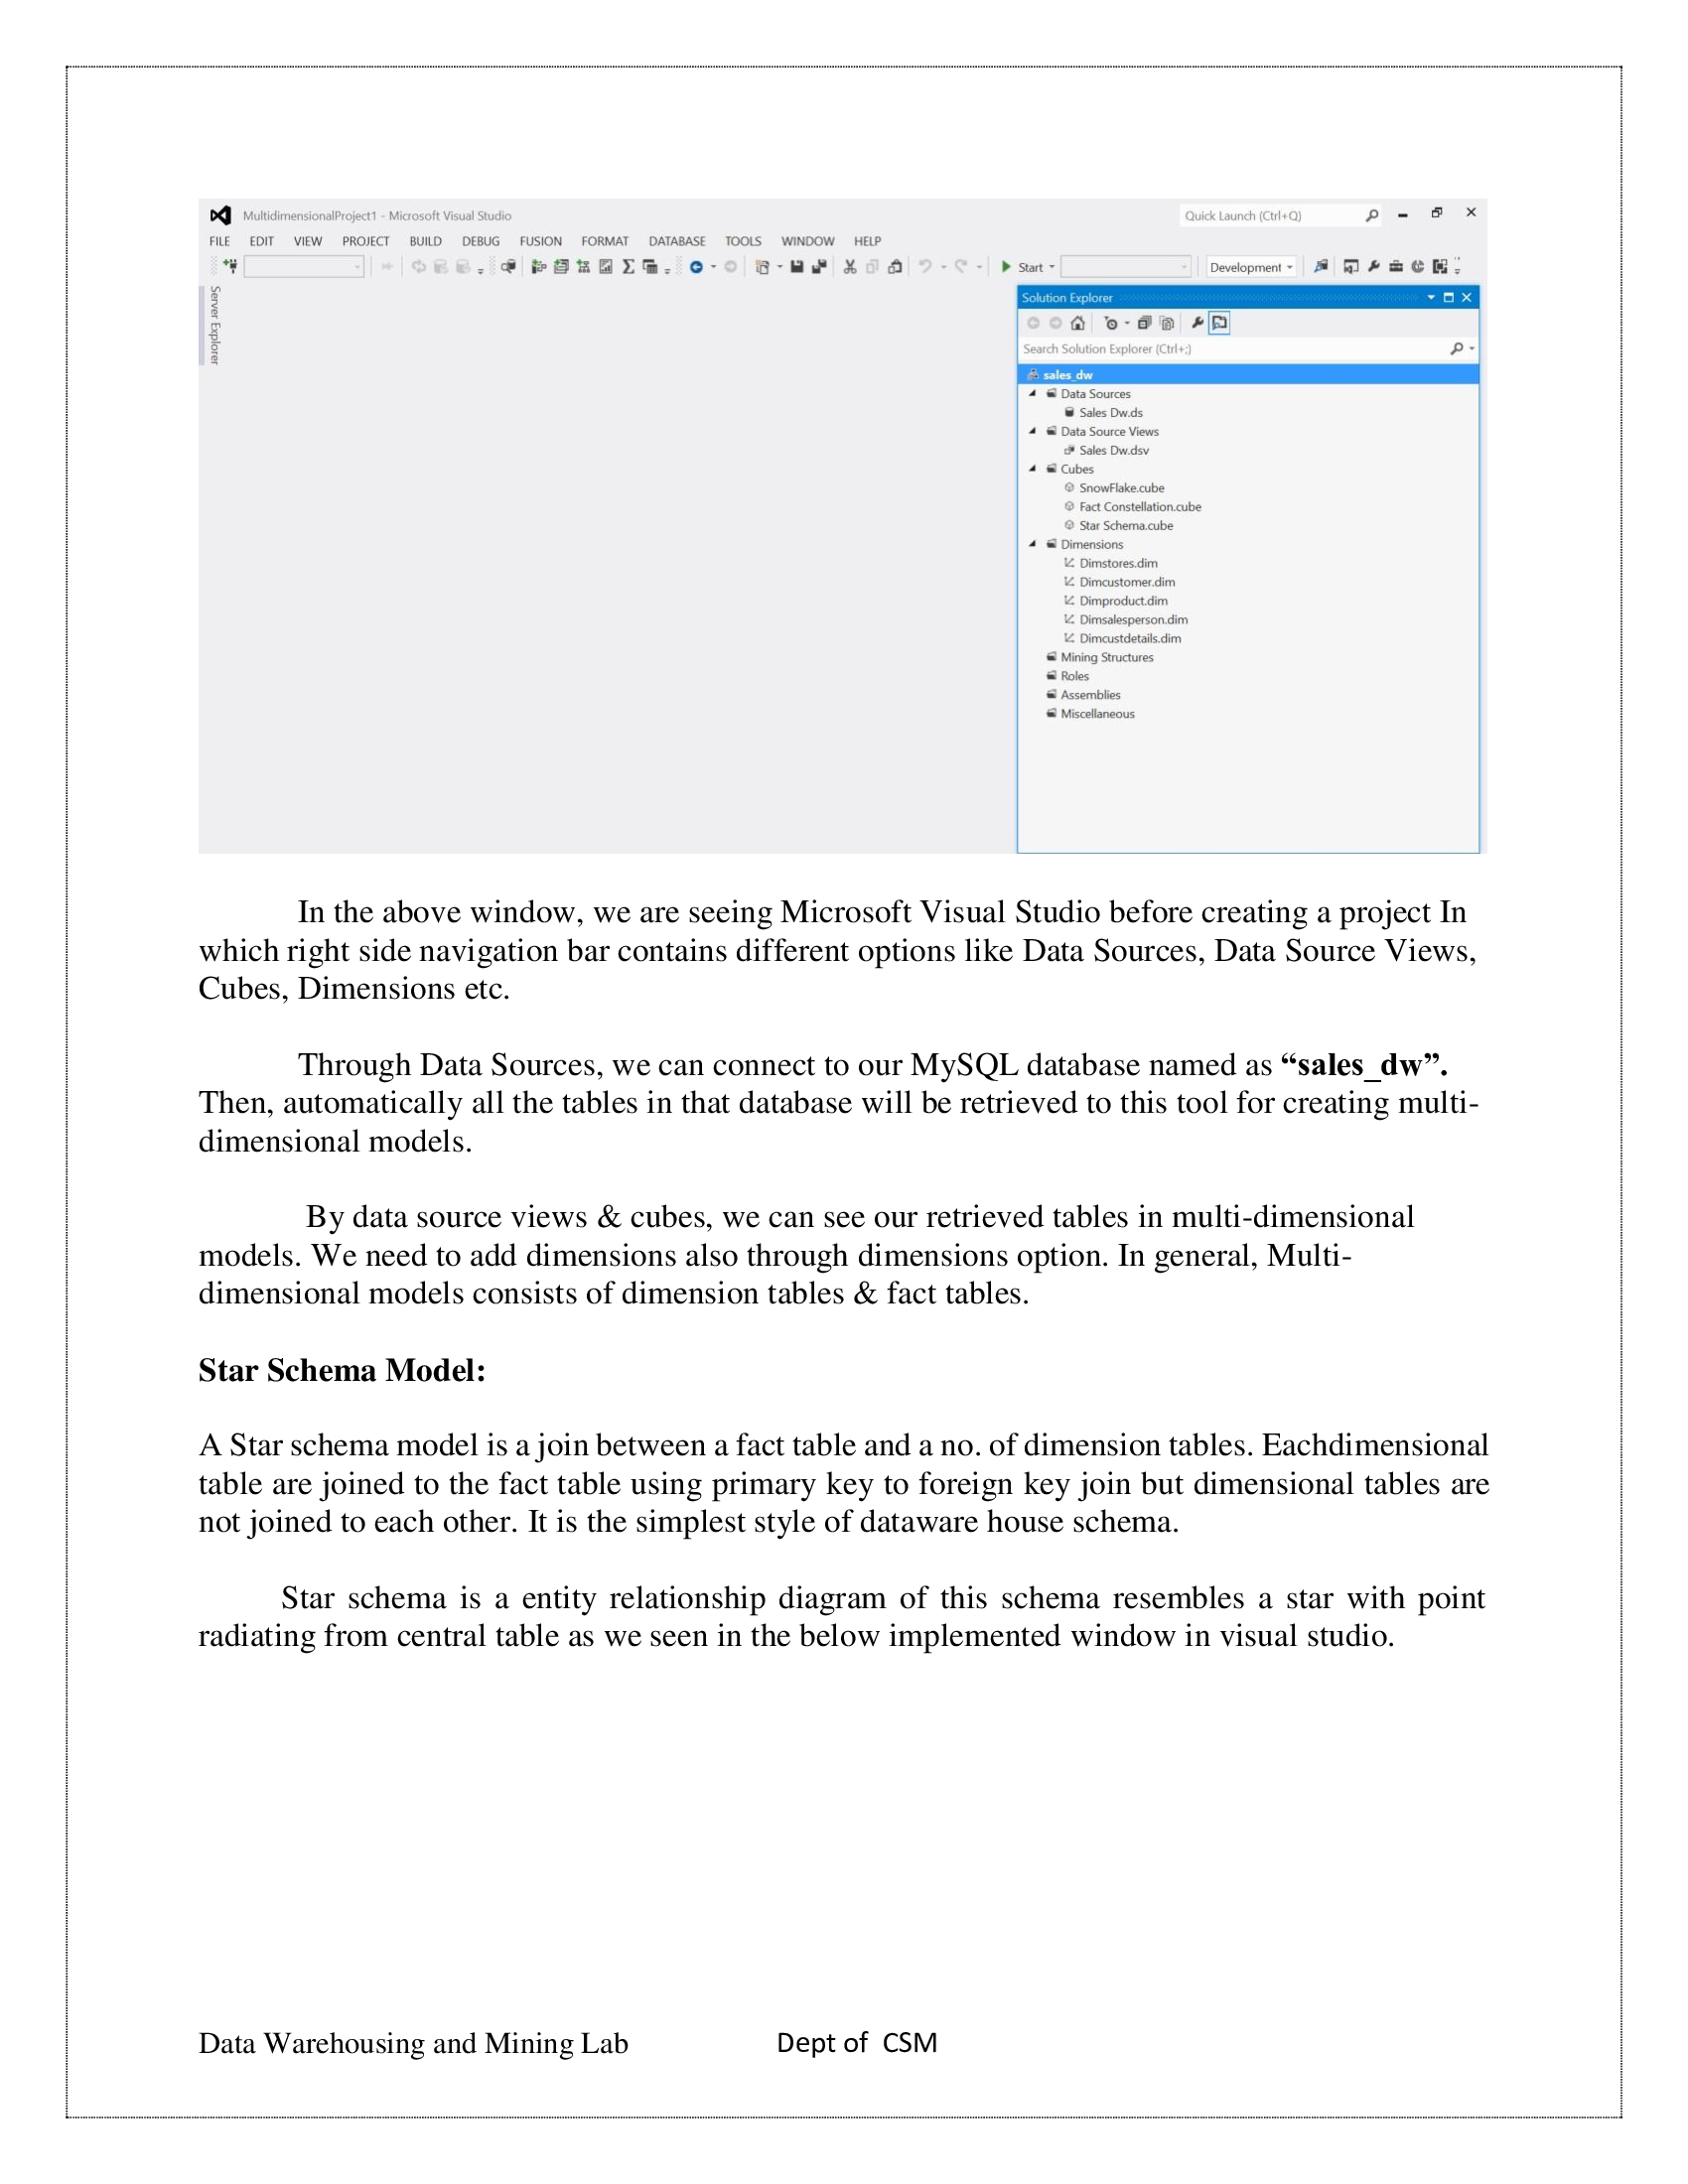 MultidimensionalProject1 - Microsoft Visual Studio
Quick Launch (Ctrl+Q)
FILE EDIT VIEW PROJECT BUILD DEBUG FUSION FORMAT DATABASE TOOLS WINDOW HELP
Start Development
Server Explorer
Solution Explorer
Search Solution Explorer (Ctrl+;)
sales_dw
Data Sources
Sales Dw.ds
Data Source Views
Sales Dw.dsv
Cubes
SnowFlake.cube
Fact Constellation.cube
Star Schema.cube
Dimensions
Dimstores.dim
Dimcustomer.dim
Dimproduct.dim
Dimsalesperson.dim
Dimcustdetails.dim
Mining Structures
Roles
Assemblies
Miscellaneous
In the above window, we are seeing Microsoft Visual Studio before creating a project In
which right side navigation bar contains different options like Data Sources, Data Source Views,
Cubes, Dimensions etc.
Through Data Sources, we can connect to our MySQL database named as “sales_dw”.
Then, automatically all the tables in that database will be retrieved to this tool for creating multi-
dimensional models.
By data source views & cubes, we can see our retrieved tables in multi-dimensional
models. We need to add dimensions also through dimensions option. In general, Multi-
dimensional models consists of dimension tables & fact tables.
Star Schema Model:
A Star schema model is a join between a fact table and a no. of dimension tables. Eachdimensional
table are joined to the fact table using primary key to foreign key join but dimensional tables are
not joined to each other. It is the simplest style of dataware house schema.
Star schema is a entity relationship diagram of this schema resembles a star with point
radiating from central table as we seen in the below implemented window in visual studio.
Data Warehousing and Mining Lab Dept of CSM